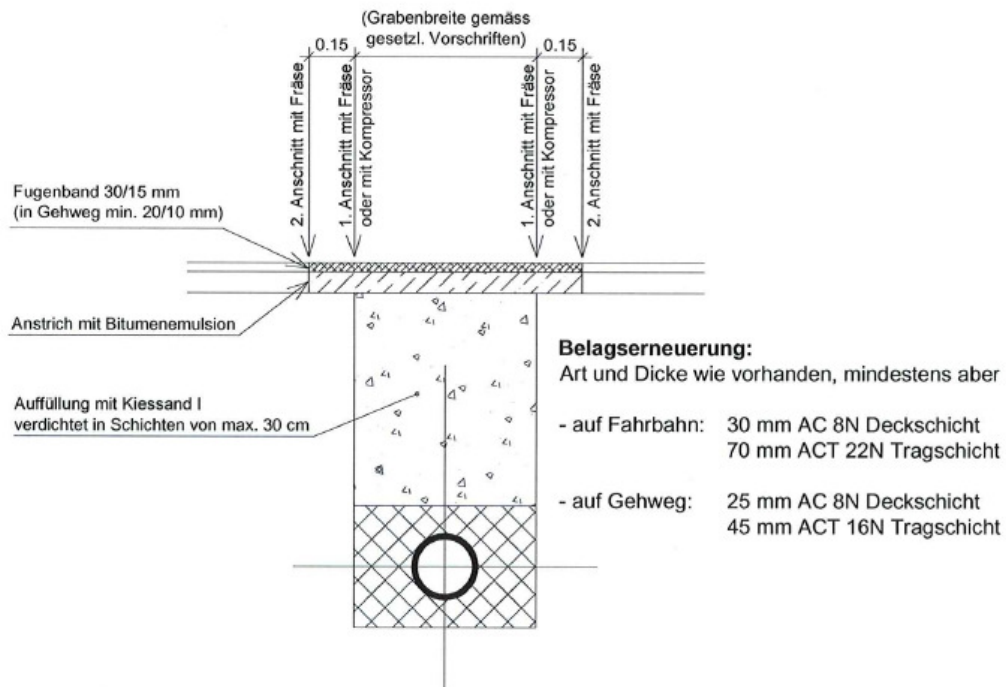 (Grabenbreite gemäss
gesetzl. Vorschriften)
0.15
0.15
2. Anschnitt mit Fräse
1. Anschnitt mit Fräse
oder mit Kompressor
1. Anschnitt mit Fräse
oder mit Kompressor
2. Anschnitt mit Fräse
Fugenband 30/15 mm
(in Gehweg min. 20/10 mm)
Anstrich mit Bitumenemulsion
Auffüllung mit Kiessand I
verdichtet in Schichten von max. 30 cm
Belagserneuerung:
Art und Dicke wie vorhanden, mindestens aber
- auf Fahrbahn: 30 mm AC 8N Deckschicht
70 mm ACT 22N Tragschicht
- auf Gehweg: 25 mm AC 8N Deckschicht
45 mm ACT 16N Tragschicht